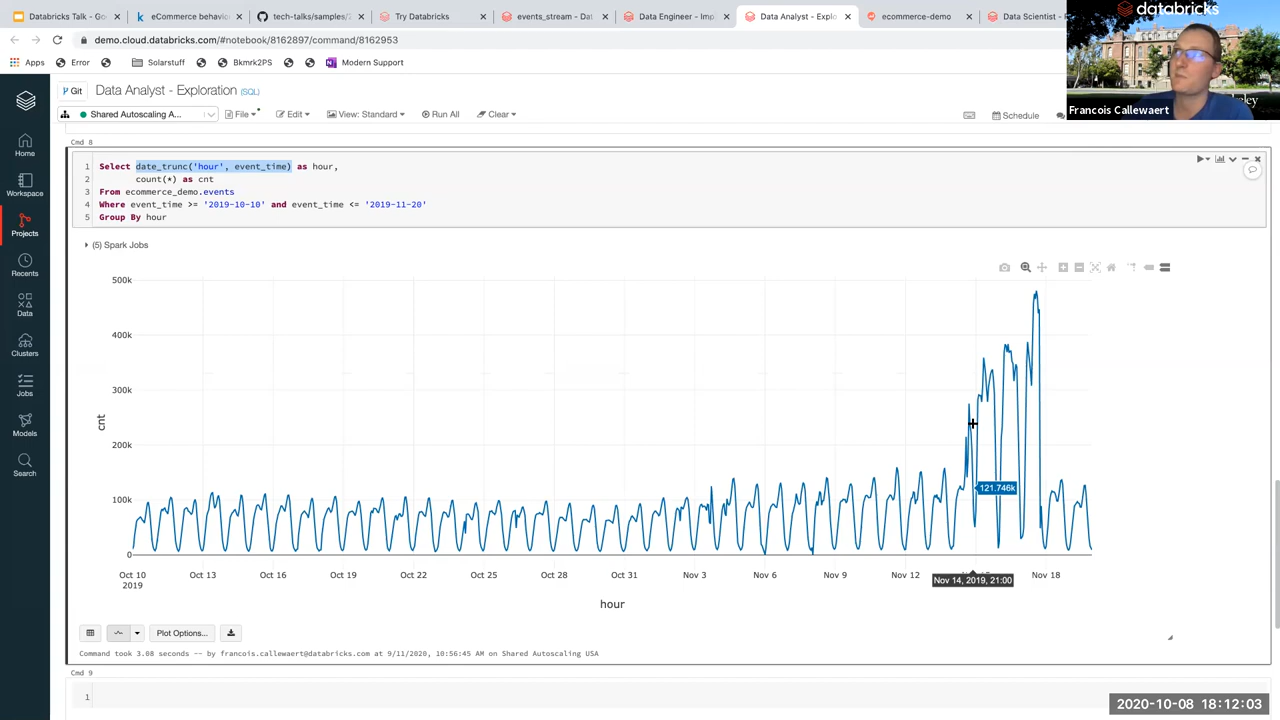 Databricks Talk - Go
eCommerce behavio
tech-talks/samples/
Try Databricks
events_stream - Dat
Data Engineer - Imp
Data Analyst - Explo
ecommerce-demo
Data Scientist -
databricks
demo.cloud.databricks.com/#notebook/8162897/command/8162953
Apps
Error
Solarstuff
Bkmrk2PS
Modern Support
Francois Callewaert
Git
Data Analyst - Exploration (SQL)
Shared Autoscaling A...
File
Edit
View: Standard
Run All
Clear
Schedule
Home
Workspace
Projects
Recents
Data
Clusters
Jobs
Models
Search
Cmd 8
1 Select date_trunc('hour', event_time) as hour,
2 count(*) as cnt
3 From ecommerce_demo.events
4 Where event_time >= '2019-10-10' and event_time <= '2019-11-20'
5 Group By hour
(5) Spark Jobs
500k
400k
300k
200k
100k
0
cnt
121.746k
Oct 10
2019
Oct 13
Oct 16
Oct 19
Oct 22
Oct 25
Oct 28
Oct 31
Nov 3
Nov 6
Nov 9
Nov 12
Nov 18
Nov 14, 2019, 21:00
hour
Plot Options...
Command took 3.08 seconds -- by francois.callewaert@databricks.com at 9/11/2020, 10:56:45 AM on Shared Autoscaling USA
Cmd 9
1
2020-10-08 18:12:03